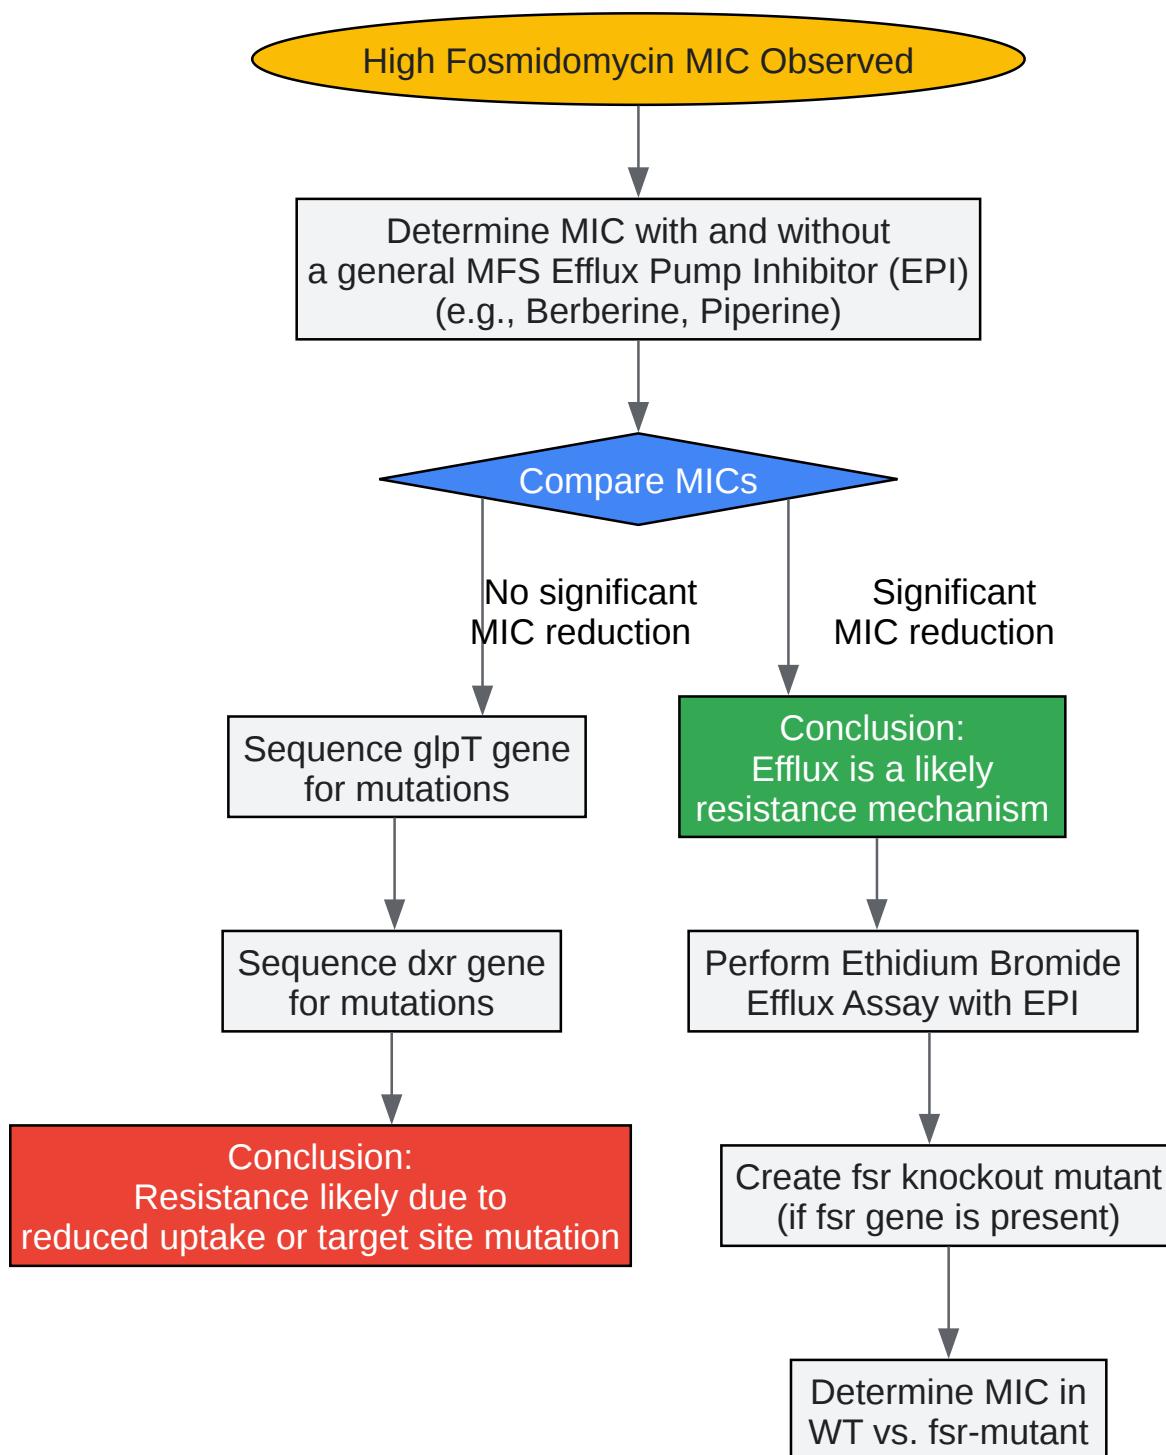 High Fosmidomycin MIC Observed
Determine MIC with and without
a general MFS Efflux Pump Inhibitor (EPI)
(e.g., Berberine, Piperine)
Compare MICs
No significant
MIC reduction
Significant
MIC reduction
Sequence glpT gene
for mutations
Conclusion:
Efflux is a likely
resistance mechanism
Sequence dxr gene
for mutations
Perform Ethidium Bromide
Efflux Assay with EPI
Conclusion:
Resistance likely due to
reduced uptake or target site mutation
Create fsr knockout mutant
(if fsr gene is present)
Determine MIC in
WT vs. fsr-mutant